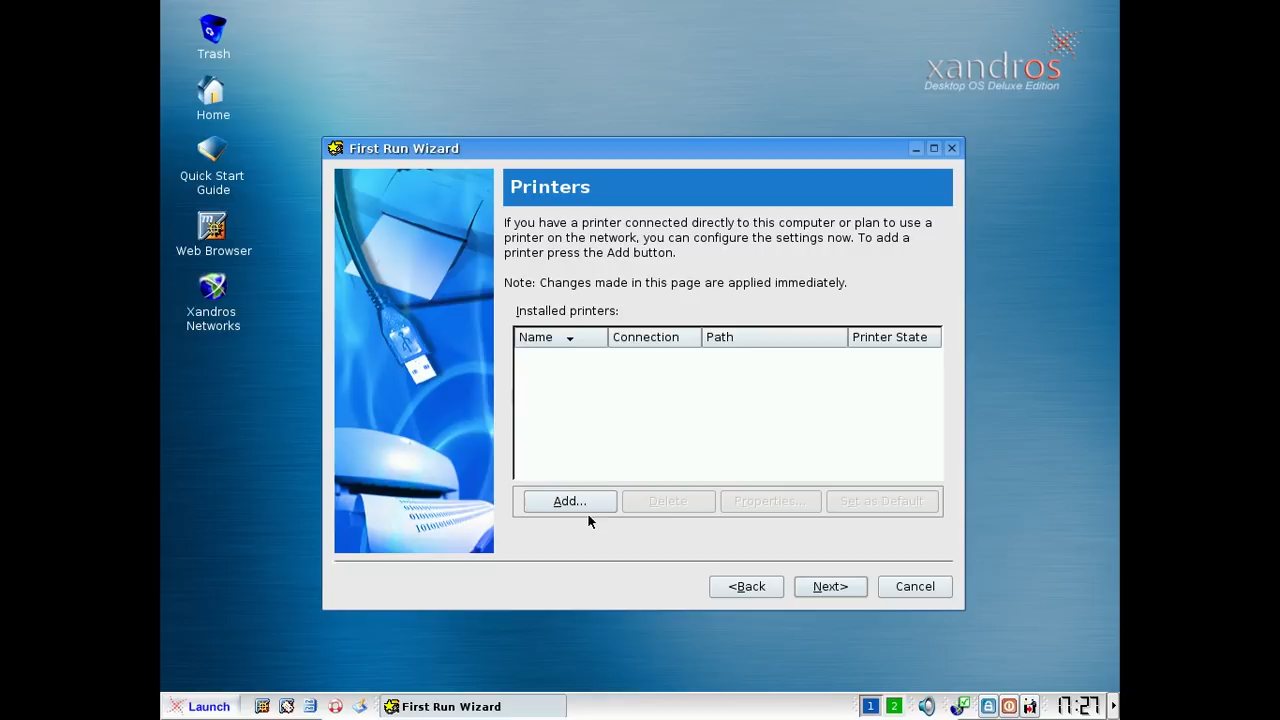 Trash
Home
Quick Start
Guide
Web Browser
Xandros
Networks
xandros
Desktop OS Deluxe Edition
First Run Wizard
Printers
If you have a printer connected directly to this computer or plan to use a
printer on the network, you can configure the settings now. To add a
printer press the Add button.
Note: Changes made in this page are applied immediately.
Installed printers:
Name Connection Path Printer State
Add... Delete Properties... Set as Default
<Back Next> Cancel
Launch First Run Wizard 1 2 17:27